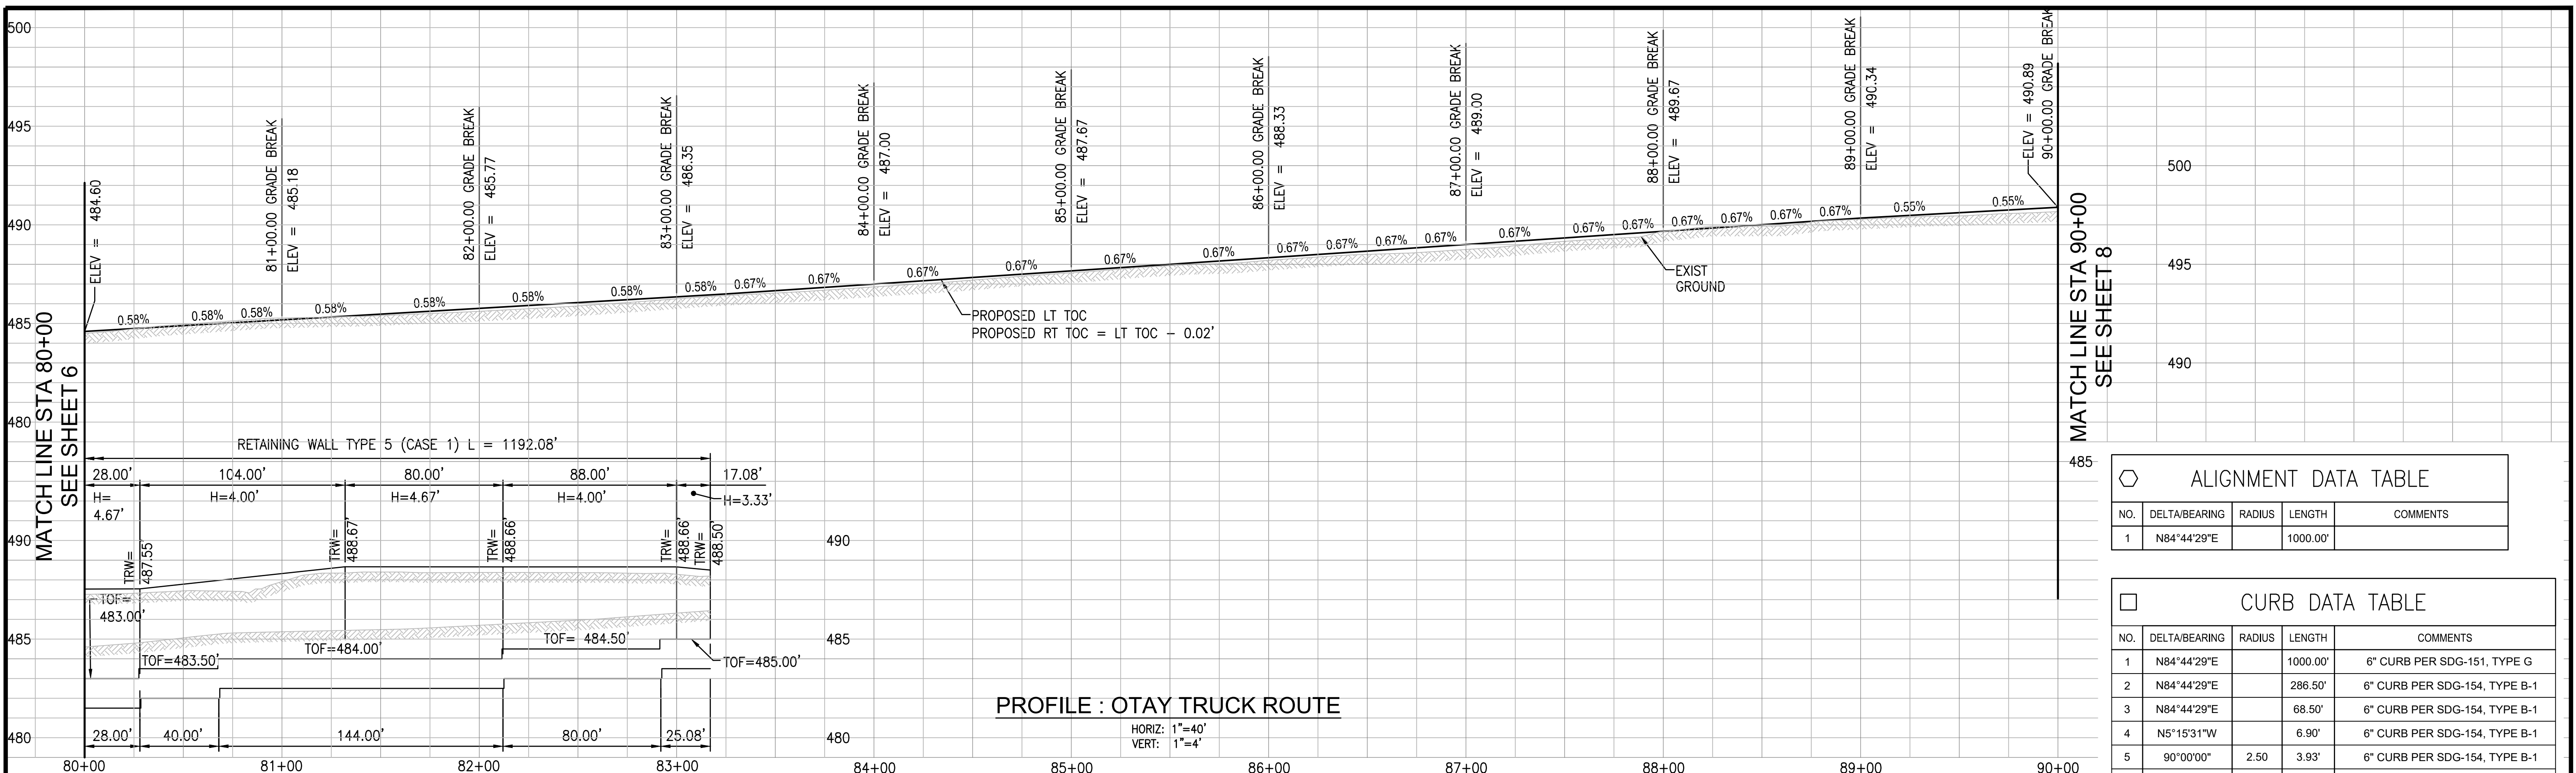 500
495
490
485
480
MATCH LINE STA 80+00
SEE SHEET 6
ELEV = 484.60
81+00.00 GRADE BREAK
ELEV = 485.18
82+00.00 GRADE BREAK
ELEV = 485.77
83+00.00 GRADE BREAK
ELEV = 486.35
84+00.00 GRADE BREAK
ELEV = 487.00
85+00.00 GRADE BREAK
ELEV = 487.67
86+00.00 GRADE BREAK
ELEV = 488.33
87+00.00 GRADE BREAK
ELEV = 489.00
88+00.00 GRADE BREAK
ELEV = 489.67
89+00.00 GRADE BREAK
ELEV = 490.34
ELEV = 490.89
90+00.00 GRADE BREAK
0.58% 0.58% 0.58% 0.58% 0.58% 0.58% 0.58% 0.58% 0.67% 0.67% 0.67% 0.67% 0.67% 0.67% 0.67% 0.67% 0.67% 0.67% 0.67% 0.67% 0.67% 0.67% 0.67% 0.67% 0.67% 0.55% 0.55%
PROPOSED LT TOC
PROPOSED RT TOC = LT TOC - 0.02'
EXIST
GROUND
MATCH LINE STA 90+00
SEE SHEET 8
500
495
490
485
RETAINING WALL TYPE 5 (CASE 1) L = 1192.08'
28.00' 104.00' 80.00' 88.00' 17.08'
H=
4.67'
H=4.00' H=4.67' H=4.00' H=3.33'
TRW=
487.55'
TRW=
488.67'
TRW=
488.66'
TRW=
488.66'
TRW=
488.50'
490
485
480
490
485
480
TOF=
483.00'
TOF=483.50'
TOF=484.00'
TOF= 484.50'
TOF=485.00'
28.00' 40.00' 144.00' 80.00' 25.08'
80+00 81+00 82+00 83+00 84+00 85+00 86+00 87+00 88+00 89+00 90+00
PROFILE : OTAY TRUCK ROUTE
HORIZ: 1"=40'
VERT: 1"=4'
ALIGNMENT DATA TABLE
NO. DELTA/BEARING RADIUS LENGTH COMMENTS
1 N84°44'29"E 1000.00'
CURB DATA TABLE
NO. DELTA/BEARING RADIUS LENGTH COMMENTS
1 N84°44'29"E 1000.00' 6" CURB PER SDG-151, TYPE G
2 N84°44'29"E 286.50' 6" CURB PER SDG-154, TYPE B-1
3 N84°44'29"E 68.50' 6" CURB PER SDG-154, TYPE B-1
4 N5°15'31"W 6.90' 6" CURB PER SDG-154, TYPE B-1
5 90°00'00" 2.50 3.93' 6" CURB PER SDG-154, TYPE B-1